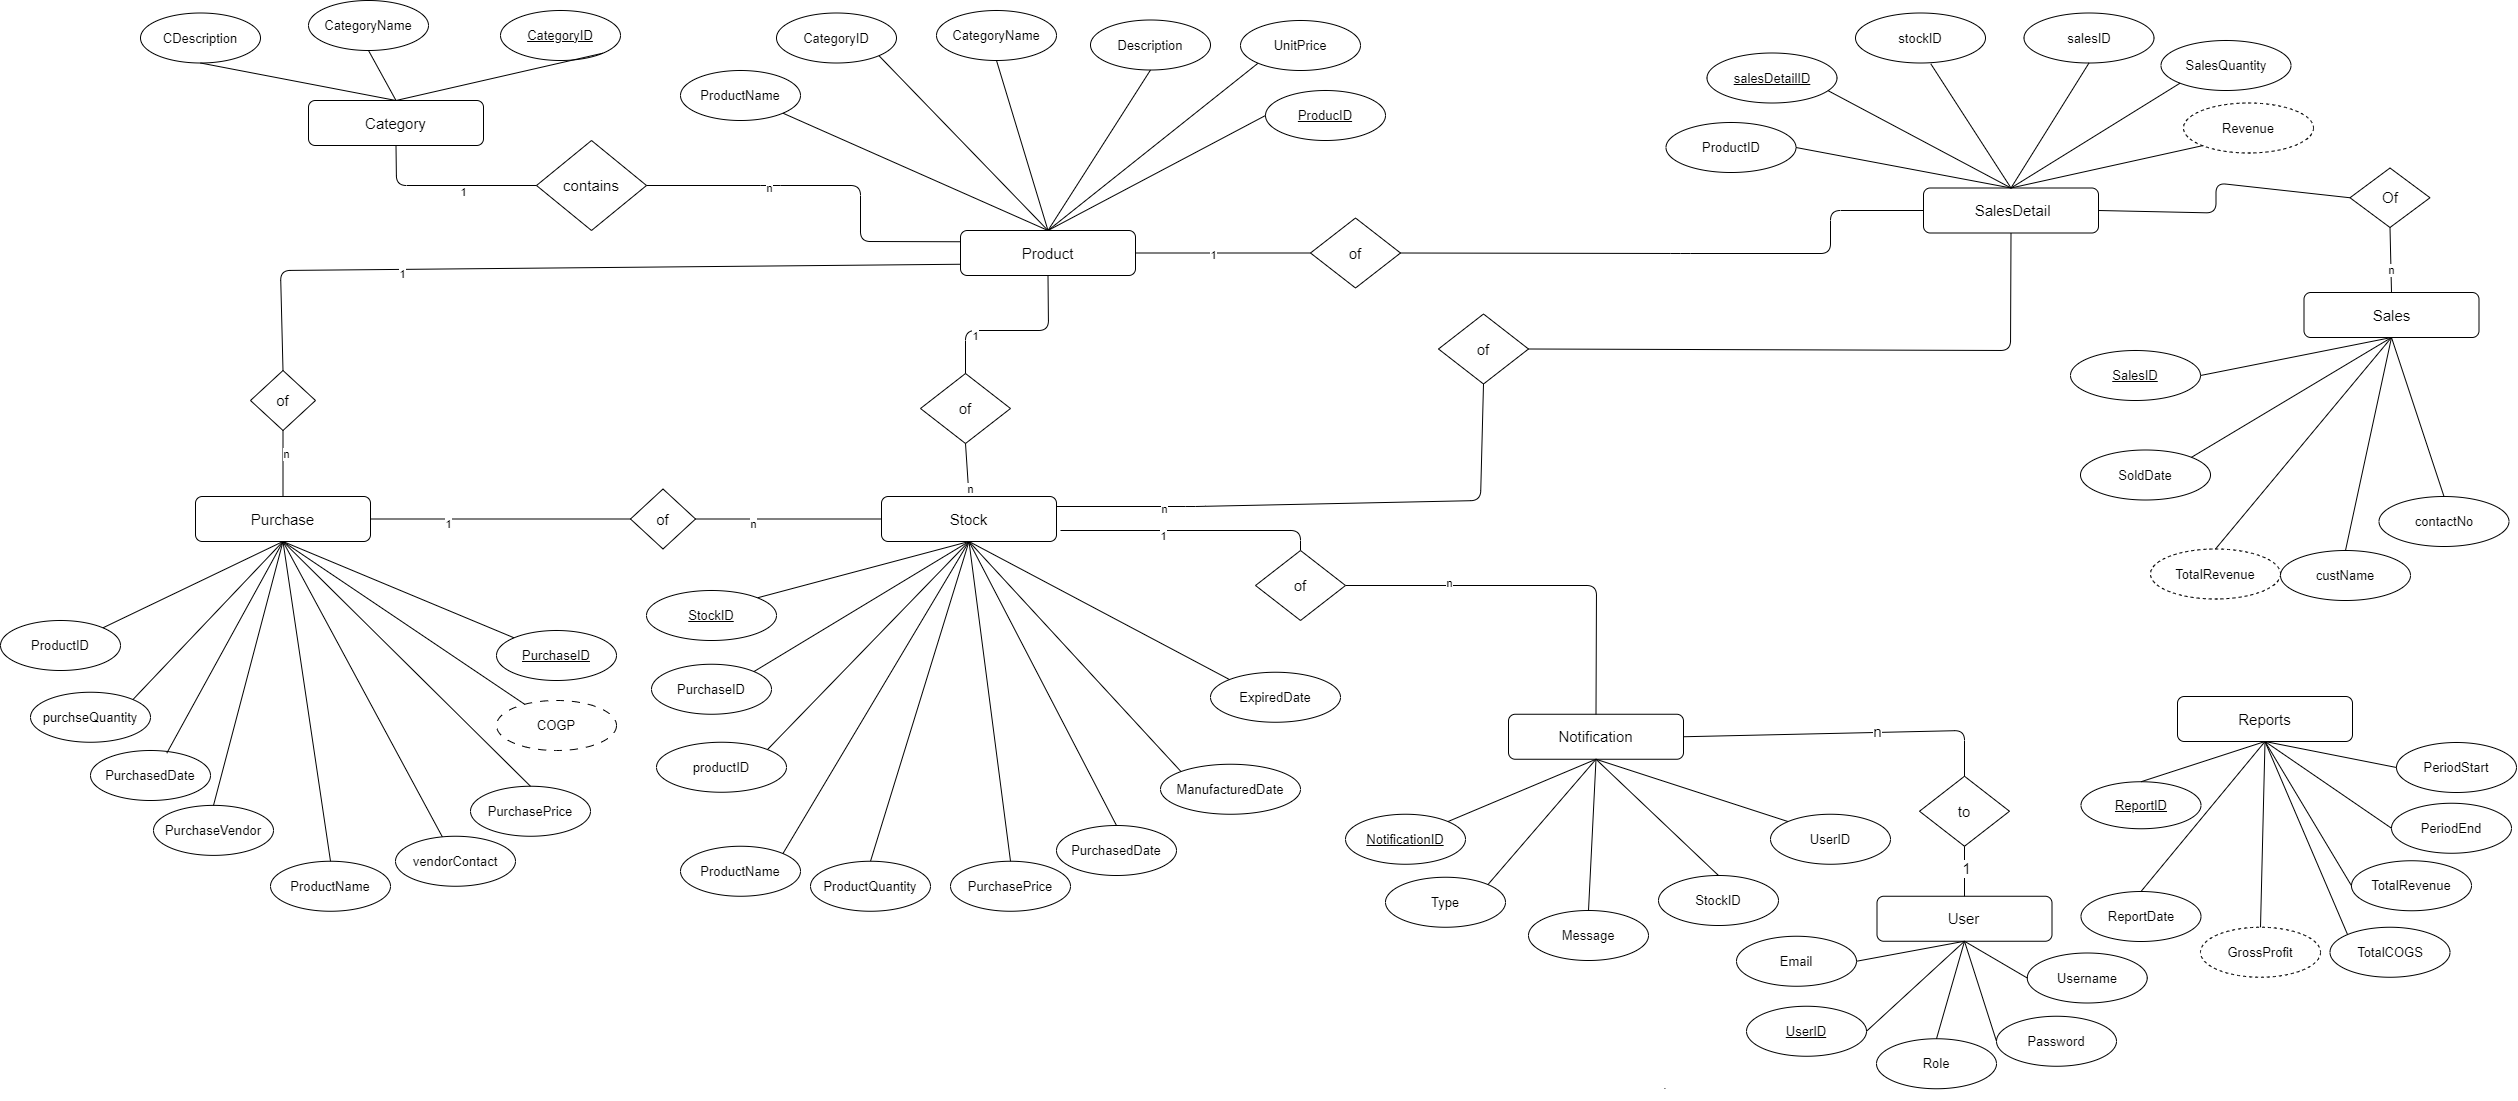 CDescription
CategoryName
CategoryID
Category
1
contains
n
ProductName
CategoryID
CategoryName
Description
UnitPrice
ProducID
Product
1
of
ProductID
salesDetailID
stockID
salesID
SalesQuantity
Revenue
SalesDetail
Of
n
Sales
SalesID
SoldDate
TotalRevenue
custName
contactNo
1
of
n
1
of
n
of
n
Purchase
1
of
n
Stock
1
of
n
ProductID
purchseQuantity
PurchasedDate
PurchaseVendor
ProductName
vendorContact
PurchasePrice
COGP
PurchaseID
StockID
PurchaseID
productID
ProductName
ProductQuantity
PurchasePrice
PurchasedDate
ManufacturedDate
ExpiredDate
Notification
n
to
1
NotificationID
Type
Message
StockID
UserID
User
Email
UserID
Role
Password
Username
Reports
ReportID
ReportDate
GrossProfit
TotalCOGS
TotalRevenue
PeriodEnd
PeriodStart